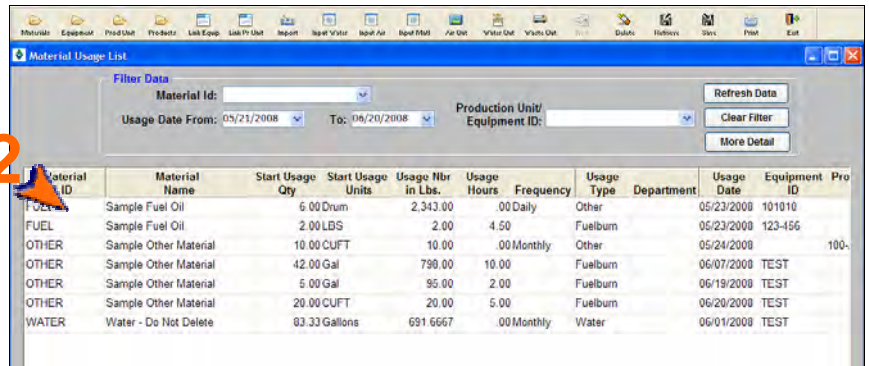 Materials Equipment Prod Unit Products Link Equip Link Pr Unit Import Input Water Input Air Input Matl Air Out Water Out Waste Out Delete Retrieve Save Print Exit
Material Usage List
Filter Data
Material Id:
Refresh Data
Usage Date From: 05/21/2008 To: 06/20/2008
Production Unit/
Equipment ID:
Clear Filter
More Detail
2
Material Material Start Usage Start Usage Usage Nbr Usage Usage Usage Equipment Pro
ID Name Qty Units in Lbs. Hours Frequency Type Department Date ID
FUEL Sample Fuel Oil 6.00 Drum 2,343.00 .00 Daily Other 05/23/2008 101010
FUEL Sample Fuel Oil 2.00 LBS 2.00 4.50 Fuelburn 05/23/2008 123-456
OTHER Sample Other Material 10.00 CUFT 10.00 .00 Monthly Other 05/24/2008 100-
OTHER Sample Other Material 42.00 Gal 798.00 10.00 Fuelburn 06/07/2008 TEST
OTHER Sample Other Material 5.00 Gal 95.00 2.00 Fuelburn 06/19/2008 TEST
OTHER Sample Other Material 20.00 CUFT 20.00 5.00 Fuelburn 06/20/2008 TEST
WATER Water - Do Not Delete 83.33 Gallons 691.6667 .00 Monthly Water 06/01/2008 TEST